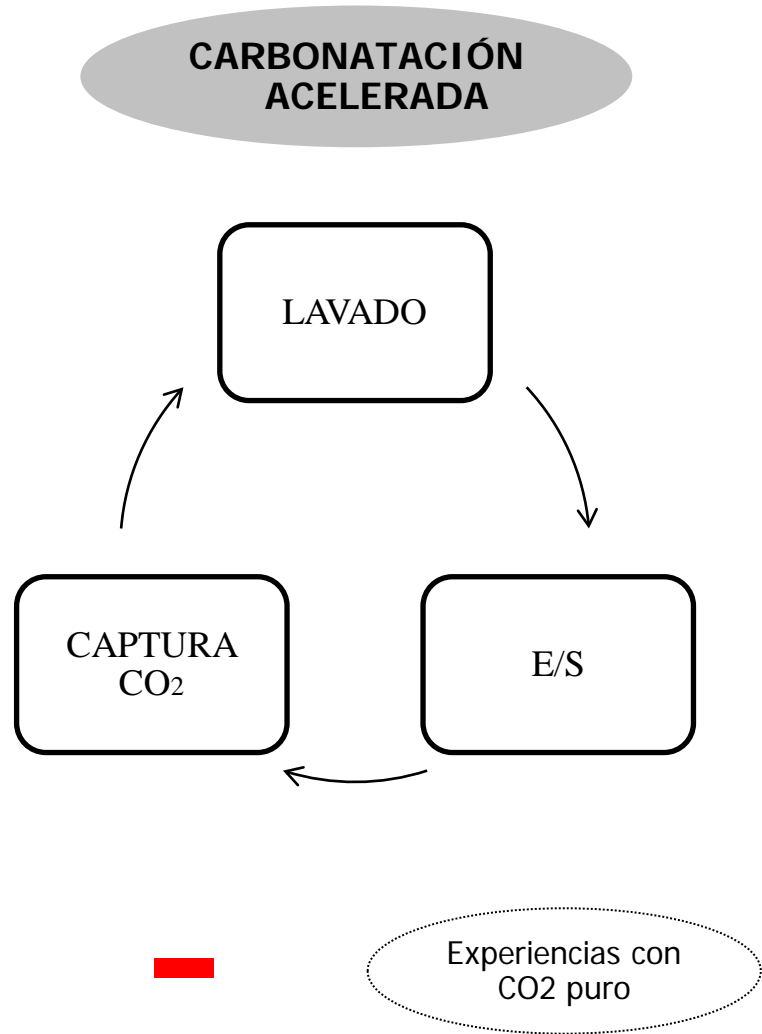 CARBONATACIÓN
ACELERADA
LAVADO
CAPTURA
CO2
E/S
Experiencias con
CO2 puro